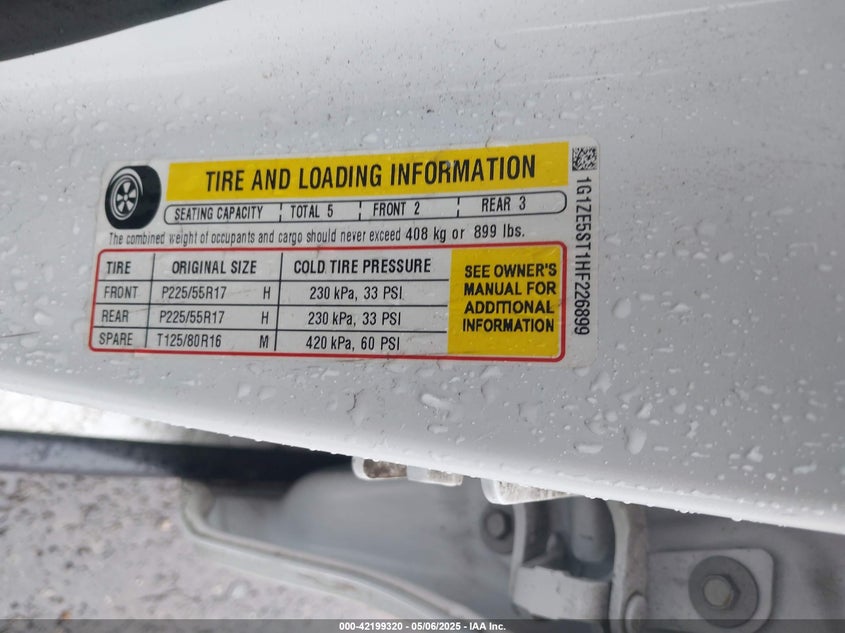 TIRE AND LOADING INFORMATION
SEATING CAPACITY TOTAL 5 FRONT 2 REAR 3
The combined weight of occupants and cargo should never exceed 408 kg or 899 lbs.
TIRE ORIGINAL SIZE COLD TIRE PRESSURE
FRONT P225/55R17 H 230 kPa, 33 PSI
REAR P225/55R17 H 230 kPa, 33 PSI
SPARE T125/80R16 M 420 kPa, 60 PSI
SEE OWNER'S
MANUAL FOR
ADDITIONAL
INFORMATION
1G1ZE5ST1HF226899
000-42199320 - 05/06/2025 - IAA Inc.